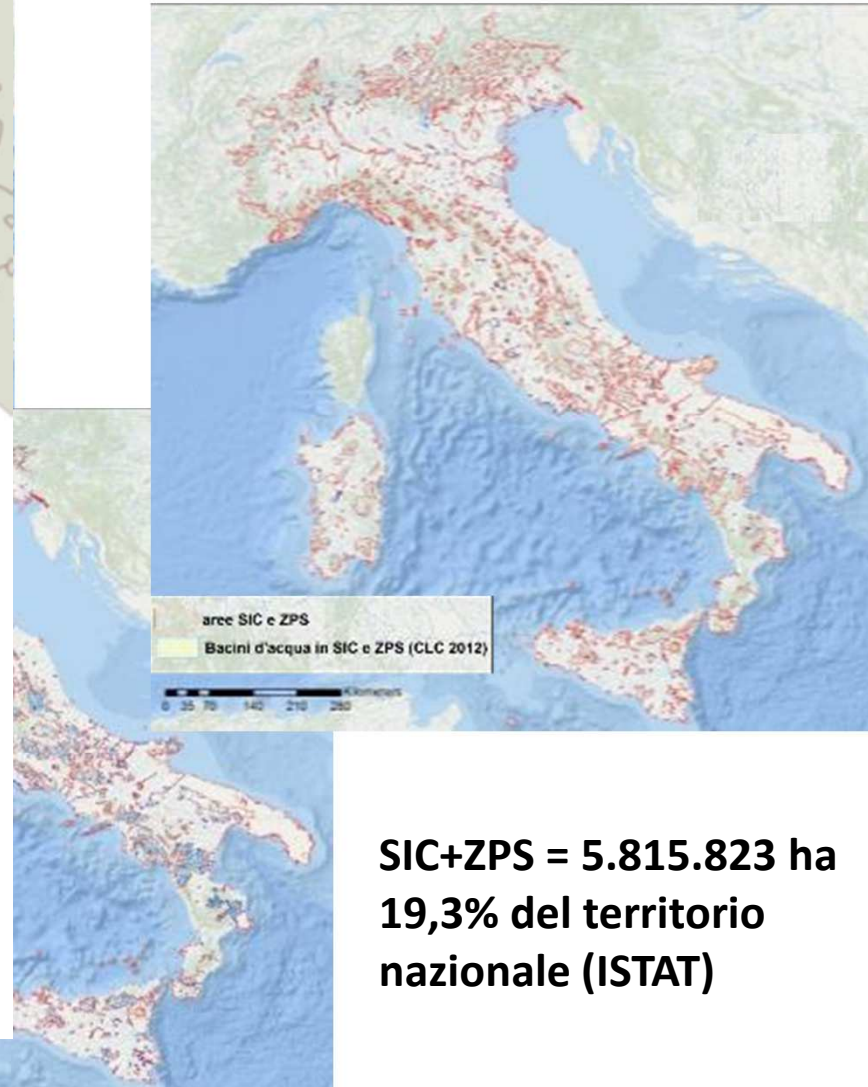 aree SIC e ZPS
Bacini d'acqua in SIC e ZPS (CLC 2012)
Kilometers
0 35 70 140 210 280
SIC+ZPS = 5.815.823 ha
19,3% del territorio
nazionale (ISTAT)